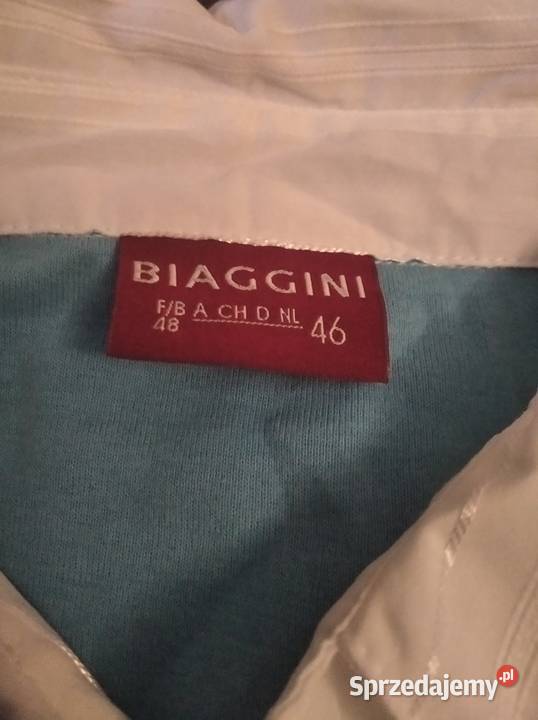 BIAGGINI
F/B A CH D NL
48 46
Sprzedajemy.pl